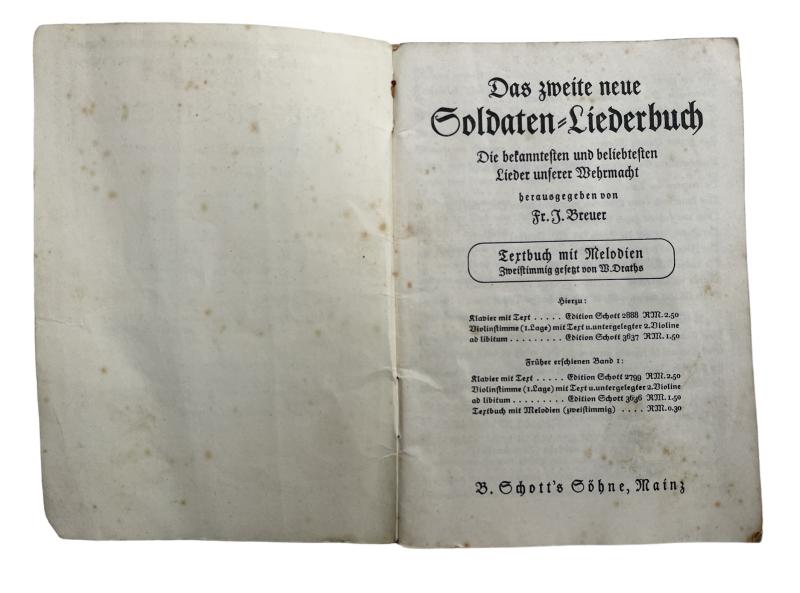 Das zweite neue
Soldaten-Liederbuch
Die bekanntesten und beliebtesten
Lieder unserer Wehrmacht
herausgegeben von
Fr. J. Breuer
Textbuch mit Melodien
Zweistimmig gesetzt von W. Draths
Hierzu:
Klavier mit Text . . . . . Edition Schott 2888 RM. 2.50
Violinstimme (1. Lage) mit Text u. untergelegter 2. Violine
ad libitum . . . . . . . . . Edition Schott 3637 RM. 1.50
Früher erschienen Band 1:
Klavier mit Text . . . . . Edition Schott 2799 RM. 2.50
Violinstimme (1. Lage) mit Text u. untergelegter 2. Violine
ad libitum . . . . . . . . . Edition Schott 3636 RM. 1.50
Textbuch mit Melodien (zweistimmig) . . . . RM. 0.30
B. Schott's Söhne, Mainz